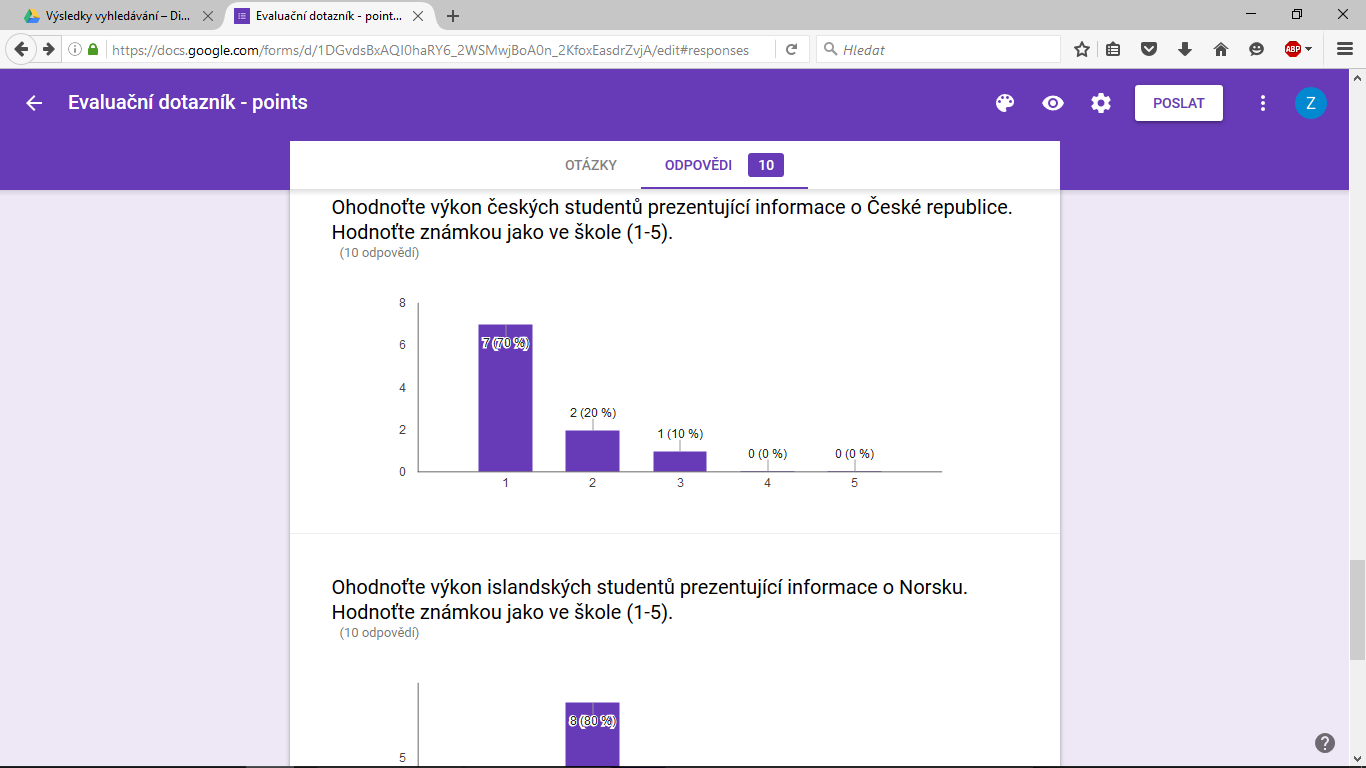 Výsledky vyhledávání – Di...
Evaluační dotazník - point...
https://docs.google.com/forms/d/1DGvdsBxAQI0haRY6_2WSMwjBoA0n_2KfoxEasdrZvjA/edit#responses
Hledat
ABP
Evaluační dotazník - points
POSLAT
Z
OTÁZKY
ODPOVĚDI 10
Ohodnoťte výkon českých studentů prezentující informace o České republice.
Hodnoťte známkou jako ve škole (1-5).
(10 odpovědí)
8
6
4
2
0
7 (70 %)
2 (20 %)
1 (10 %)
0 (0 %)
0 (0 %)
1 2 3 4 5
Ohodnoťte výkon islandských studentů prezentující informace o Norsku.
Hodnoťte známkou jako ve škole (1-5).
(10 odpovědí)
8 (80 %)
5